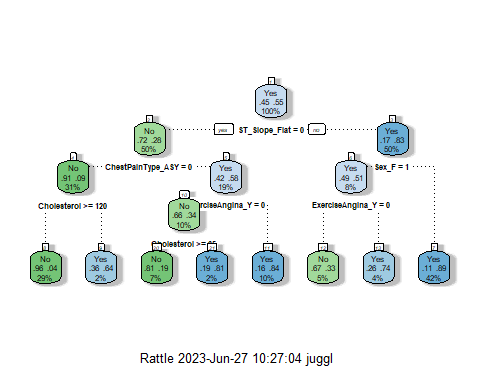 Yes
.45 .55
100%
yes ST_Slope_Flat = 0 no
No
.72 .28
50%
Yes
.17 .83
50%
ChestPainType_ASY = 0
Sex_F = 1
No
.91 .09
31%
Yes
.42 .58
19%
Yes
.49 .51
8%
Cholesterol >= 120
erciseAngina_Y = 0
ExerciseAngina_Y = 0
No
.66 .34
10%
Cholesterol >=
No
.96 .04
29%
Yes
.36 .64
2%
No
.81 .19
7%
Yes
.19 .81
2%
Yes
.16 .84
10%
No
.67 .33
5%
Yes
.26 .74
4%
Yes
.11 .89
42%
Rattle 2023-Jun-27 10:27:04 juggl